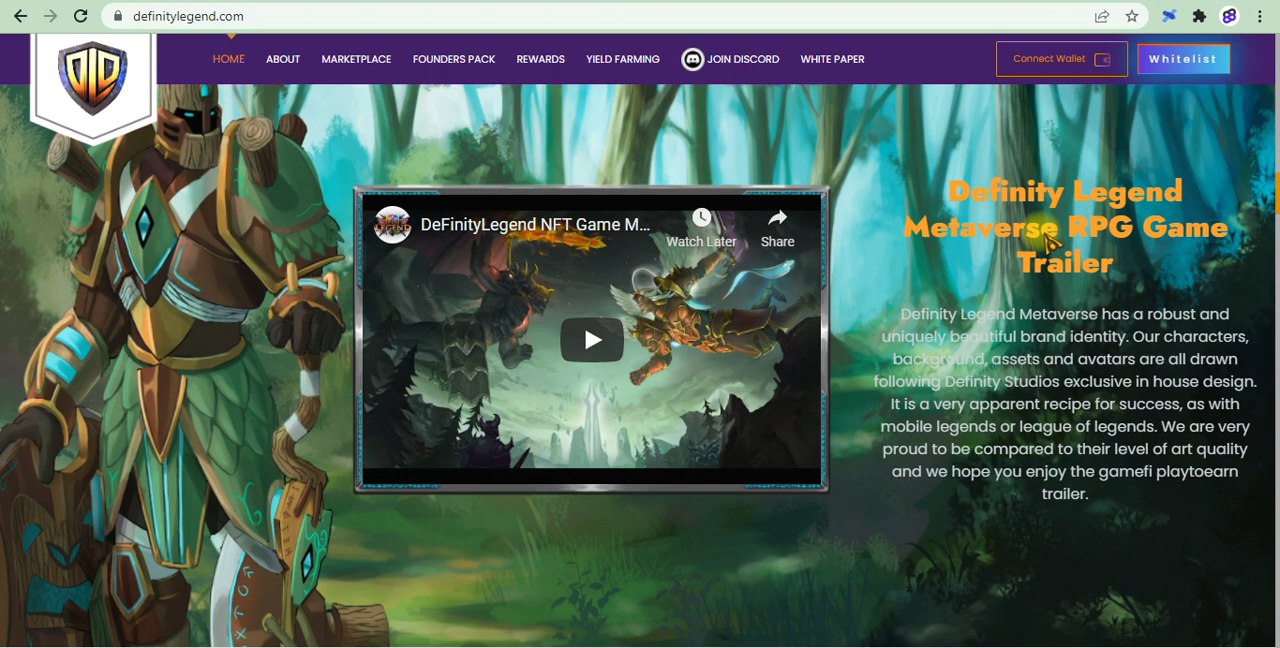 definitylegend.com
HOME ABOUT MARKETPLACE FOUNDERS PACK REWARDS YIELD FARMING JOIN DISCORD WHITE PAPER Connect Wallet Whitelist
DLD
Definity Legend
Metaverse RPG Game
Trailer
DeFinityLegend NFT Game M...
Watch Later Share
Definity Legend Metaverse has a robust and
uniquely beautiful brand identity. Our characters,
background, assets and avatars are all drawn
following Definity Studios exclusive in house design.
It is a very apparent recipe for success, as with
mobile legends or league of legends. We are very
proud to be compared to their level of art quality
and we hope you enjoy the gamefi playtoearn
trailer.